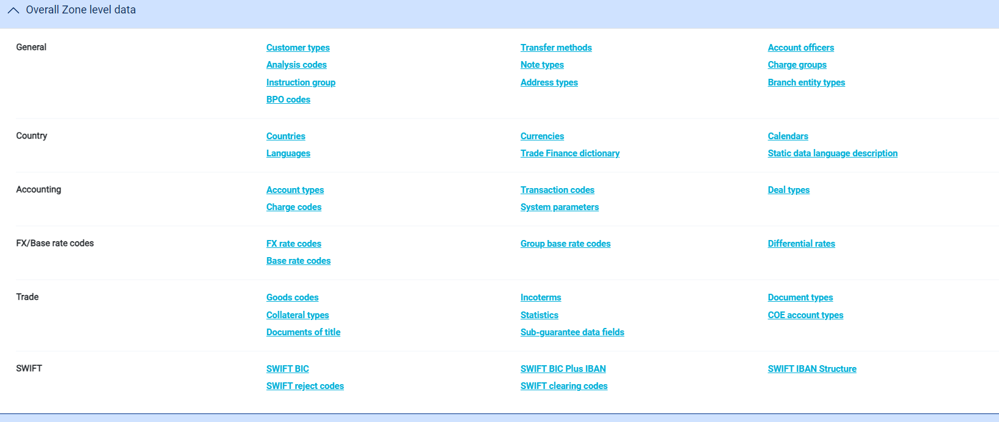 Overall Zone level data
General
Customer types Transfer methods Account officers
Analysis codes Note types Charge groups
Instruction group Address types Branch entity types
BPO codes
Country
Countries Currencies Calendars
Languages Trade Finance dictionary Static data language description
Accounting
Account types Transaction codes Deal types
Charge codes System parameters
FX/Base rate codes
FX rate codes Group base rate codes Differential rates
Base rate codes
Trade
Goods codes Incoterms Document types
Collateral types Statistics COE account types
Documents of title Sub-guarantee data fields
SWIFT
SWIFT BIC SWIFT BIC Plus IBAN SWIFT IBAN Structure
SWIFT reject codes SWIFT clearing codes